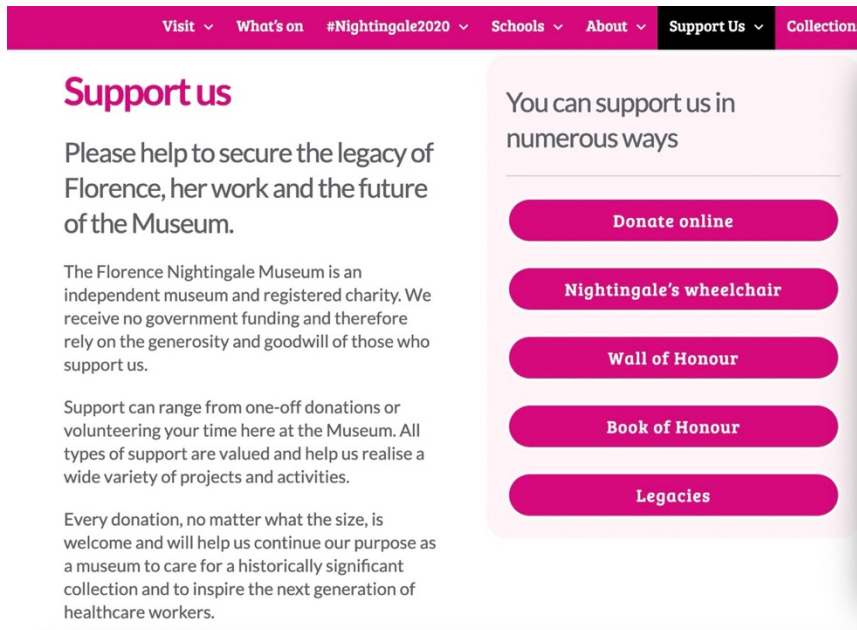 Visit What's on #Nightingale2020 Schools About Support Us Collection
Support us
Please help to secure the legacy of
Florence, her work and the future
of the Museum.
The Florence Nightingale Museum is an
independent museum and registered charity. We
receive no government funding and therefore
rely on the generosity and goodwill of those who
support us.
Support can range from one-off donations or
volunteering your time here at the Museum. All
types of support are valued and help us realise a
wide variety of projects and activities.
Every donation, no matter what the size, is
welcome and will help us continue our purpose as
a museum to care for a historically significant
collection and to inspire the next generation of
healthcare workers.
You can support us in
numerous ways
Donate online
Nightingale's wheelchair
Wall of Honour
Book of Honour
Legacies